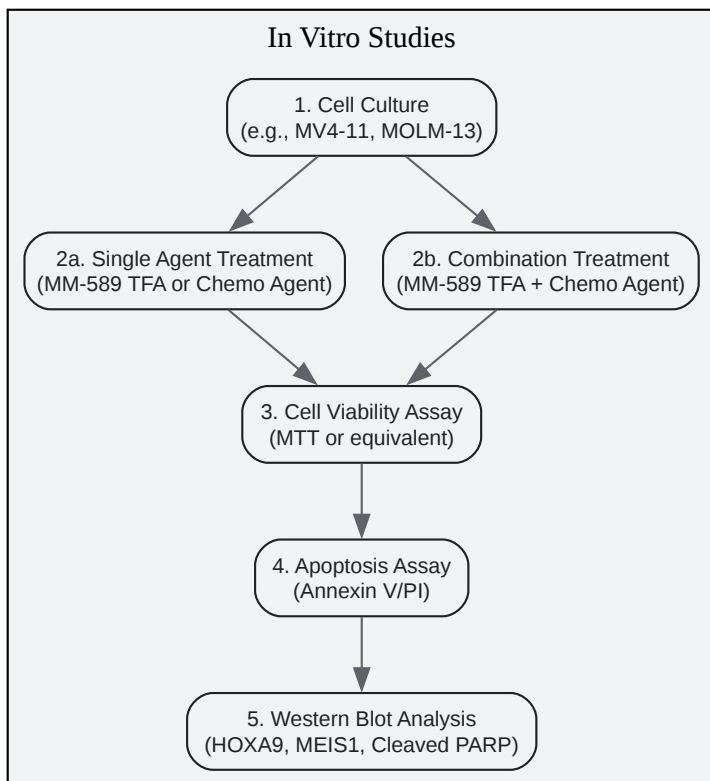 In Vitro Studies
1. Cell Culture
(e.g., MV4-11, MOLM-13)
2a. Single Agent Treatment
(MM-589 TFA or Chemo Agent)
2b. Combination Treatment
(MM-589 TFA + Chemo Agent)
3. Cell Viability Assay
(MTT or equivalent)
4. Apoptosis Assay
(Annexin V/PI)
5. Western Blot Analysis
(HOXA9, MEIS1, Cleaved PARP)